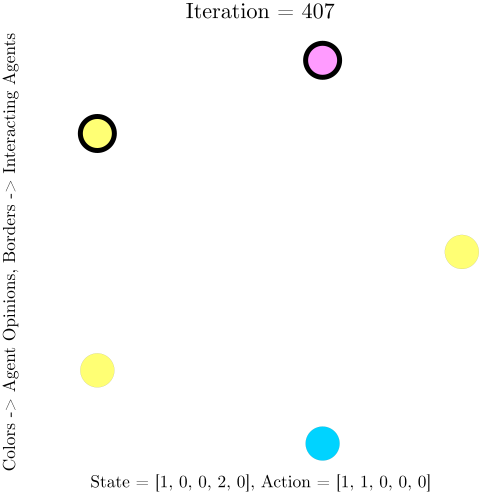 Iteration = 407
Colors -> Agent Opinions, Borders -> Interacting Agents
State = [1, 0, 0, 2, 0], Action = [1, 1, 0, 0, 0]